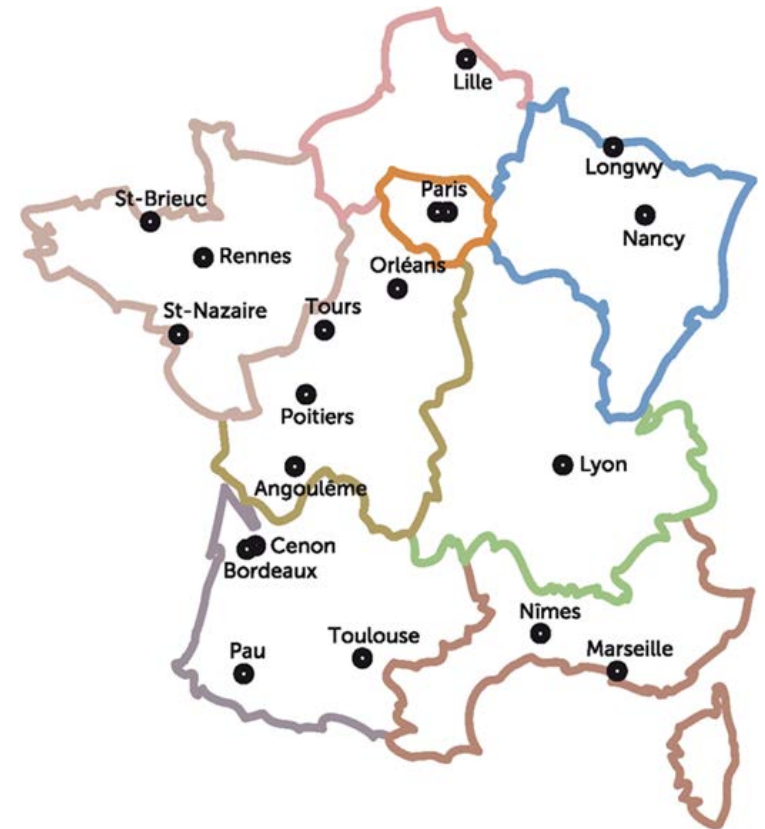 Lille
Longwy
Paris
St-Brieuc
Nancy
Rennes
Orléans
St-Nazaire
Tours
Poitiers
Lyon
Angoulême
Cenon
Bordeaux
Nîmes
Toulouse
Marseille
Pau